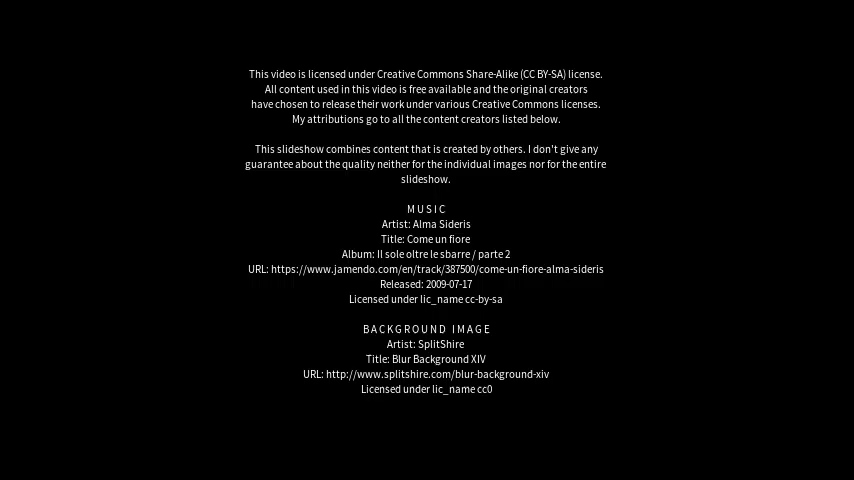 This video is licensed under Creative Commons Share-Alike (CC BY-SA) license.
All content used in this video is free available and the original creators
have chosen to release their work under various Creative Commons licenses.
My attributions go to all the content creators listed below.
This slideshow combines content that is created by others. I don't give any
guarantee about the quality neither for the individual images nor for the entire
slideshow.
MUSIC
Artist: Alma Sideris
Title: Come un fiore
Album: Il sole oltre le sbarre / parte 2
URL: https://www.jamendo.com/en/track/387500/come-un-fiore-alma-sideris
Released: 2009-07-17
Licensed under lic_name cc-by-sa
BACKGROUND IMAGE
Artist: SplitShire
Title: Blur Background XIV
URL: http://www.splitshire.com/blur-background-xiv
Licensed under lic_name cc0